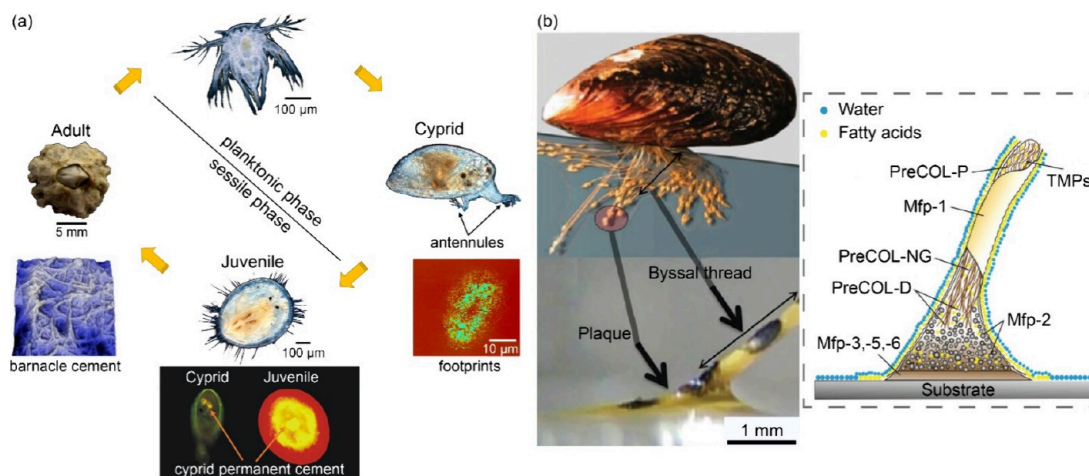 (a)
100 µm
Adult
5 mm
planktonic phase
sessile phase
Cyprid
antennules
Juvenile
100 µm
barnacle cement
10 µm
footprints
Cyprid
Juvenile
cyprid permanent cement
(b)
Byssal thread
Plaque
1 mm
Water
Fatty acids
PreCOL-P
TMPs
Mfp-1
PreCOL-NG
PreCOL-D
Mfp-2
Mfp-3,-5,-6
Substrate